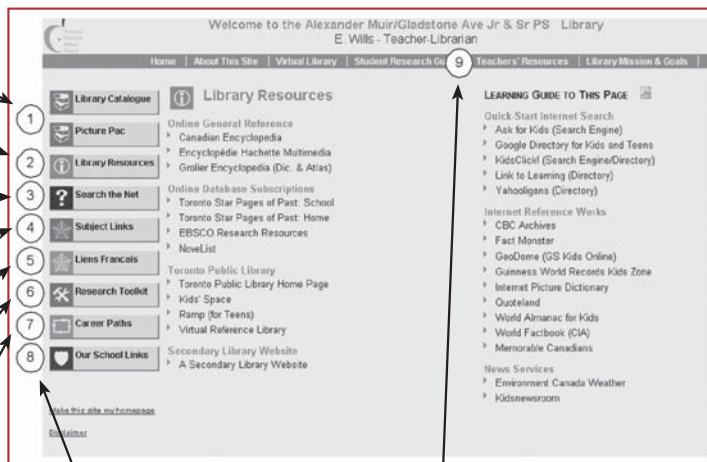 Welcome to the Alexander Muir/Gladstone Ave Jr & Sr PS Library
E. Wills - Teacher-Librarian
Home | About This Site | Virtual Library | Student Research Gu 9 Teachers' Resources | Library Mission & Goals |
Library Catalogue
1
Picture Pac
2
Library Resources
3
Search the Net
4
Subject Links
5
Liens Francais
6
Research Toolkit
7
Career Paths
8
Our School Links
Make this site my homepage
Disclaimer
Library Resources
Online General Reference
Canadian Encyclopedia
Encyclopédie Hachette Multimedia
Grolier Encyclopedia (Dic. & Atlas)
Online Database Subscriptions
Toronto Star Pages of Past: School
Toronto Star Pages of Past: Home
EBSCO Research Resources
NoveList
Toronto Public Library
Toronto Public Library Home Page
Kids' Space
Ramp (for Teens)
Virtual Reference Library
Secondary Library Website
A Secondary Library Website
LEARNING GUIDE TO THIS PAGE
Quick-Start Internet Search
Ask for Kids (Search Engine)
Google Directory for Kids and Teens
KidsClick! (Search Engine/Directory)
Link to Learning (Directory)
Yahooligans (Directory)
Internet Reference Works
CBC Archives
Fact Monster
GeoDome (GS Kids Online)
Guinness World Records Kids Zone
Internet Picture Dictionary
Quoteland
World Almanac for Kids
World Factbook (CIA)
Memorable Canadians
News Services
Environment Canada Weather
Kidsnewsroom